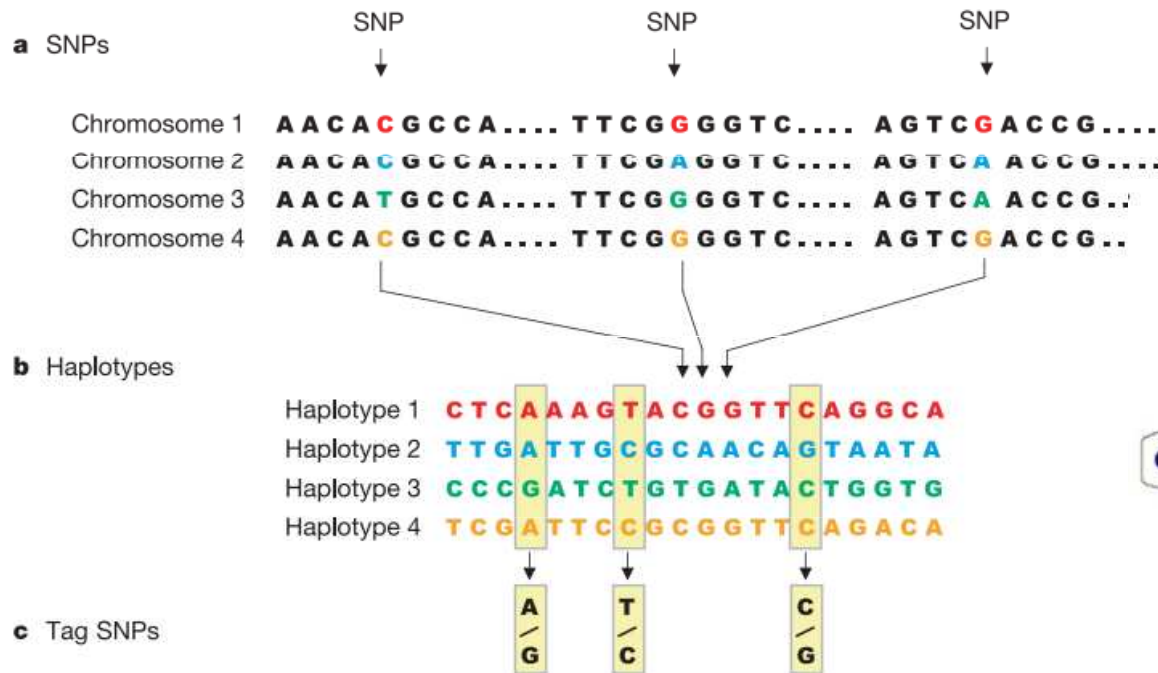 SNP SNP SNP
a SNPs
Chromosome 1 AACACGCCA.... TTCGGGGTC.... AGTCGACCG....
Chromosome 2 AACACGCCA.... TTCGAGGTC.... AGTCAACCG....
Chromosome 3 AACATGCCA.... TTCGGGGTC.... AGTCAACCG..
Chromosome 4 AACACGCCA.... TTCGGGGTC.... AGTCGACCG..
b Haplotypes
Haplotype 1 CTCAAAGTACGGTTCAGGCA
Haplotype 2 TTGATTGCGCAACAGTAATA
Haplotype 3 CCCGATCTGTGATACTGGTG
Haplotype 4 TCGATTCCGCGGTTCAGACA
A/G T/C C/G
c Tag SNPs